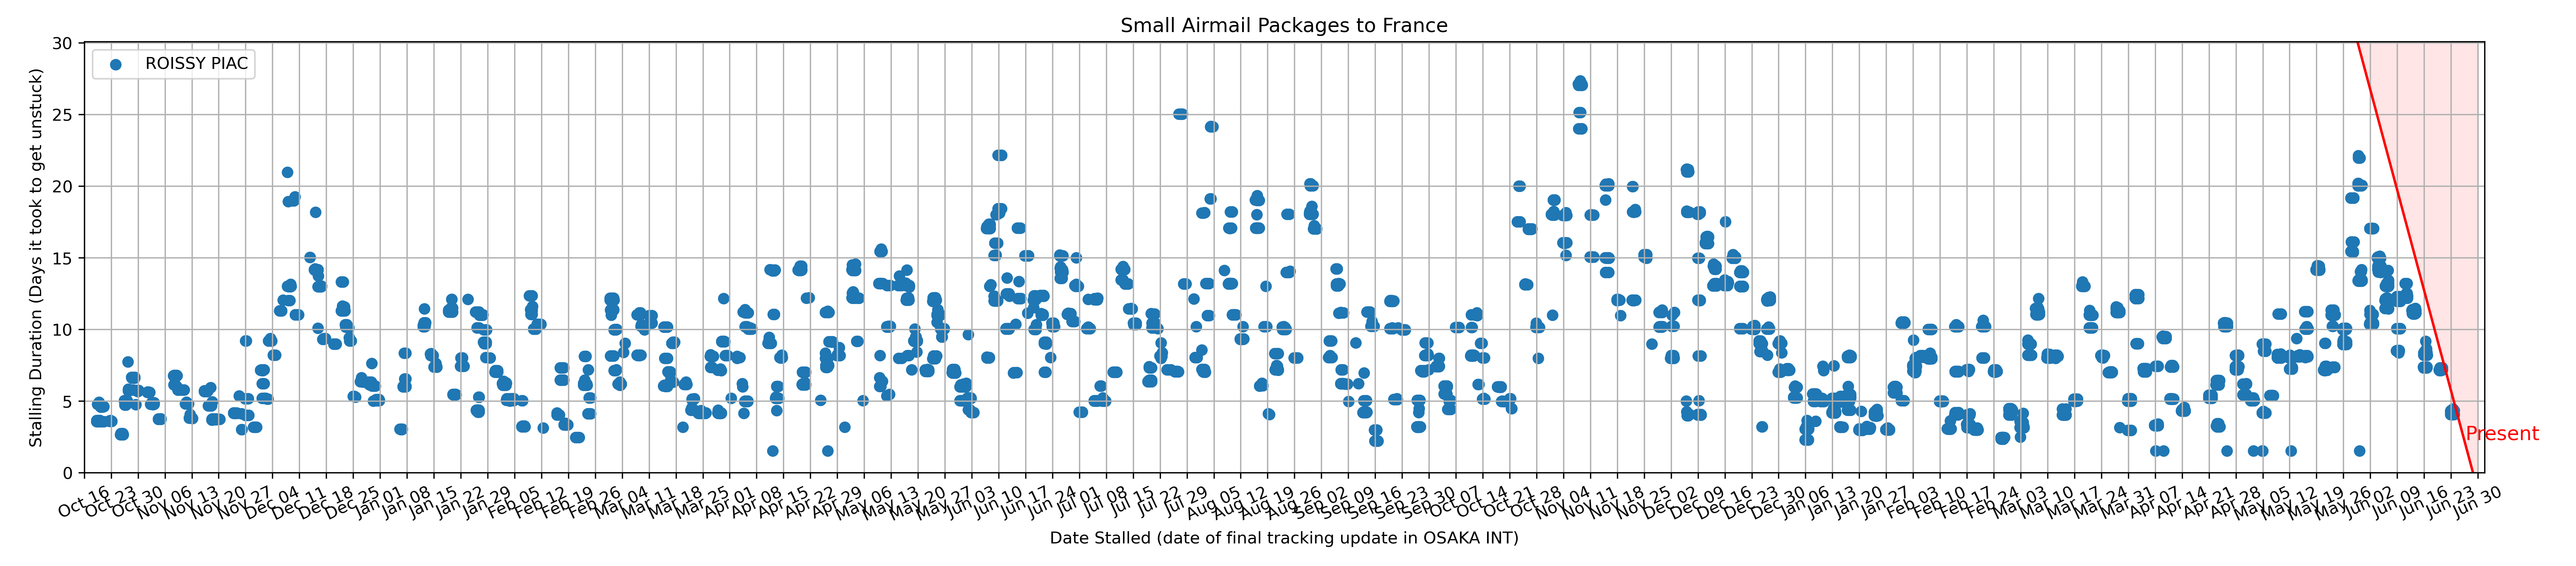 Small Airmail Packages to France
ROISSY PIAC
30
25
20
15
10
5
0
Stalling Duration (Days it took to get unstuck)
Present
Oct 16
Oct 23
Oct 30
Nov 06
Nov 13
Nov 20
Nov 27
Dec 04
Dec 11
Dec 18
Dec 25
Jan 01
Jan 08
Jan 15
Jan 22
Jan 29
Feb 05
Feb 12
Feb 19
Feb 26
Mar 04
Mar 11
Mar 18
Mar 25
Apr 01
Apr 08
Apr 15
Apr 22
Apr 29
May 06
May 13
May 20
May 27
Jun 03
Jun 10
Jun 17
Jun 24
Jul 01
Jul 08
Jul 15
Jul 22
Jul 29
Aug 05
Aug 12
Aug 19
Aug 26
Sep 02
Sep 09
Sep 16
Sep 23
Sep 30
Oct 07
Oct 14
Oct 21
Oct 28
Nov 04
Nov 11
Nov 18
Nov 25
Dec 02
Dec 09
Dec 16
Dec 23
Dec 30
Jan 06
Jan 13
Jan 20
Jan 27
Feb 03
Feb 10
Feb 17
Feb 24
Mar 03
Mar 10
Mar 17
Mar 24
Mar 31
Apr 07
Apr 14
Apr 21
Apr 28
May 05
May 12
May 19
May 26
Jun 02
Jun 09
Jun 16
Jun 23
Jun 30
Date Stalled (date of final tracking update in OSAKA INT)